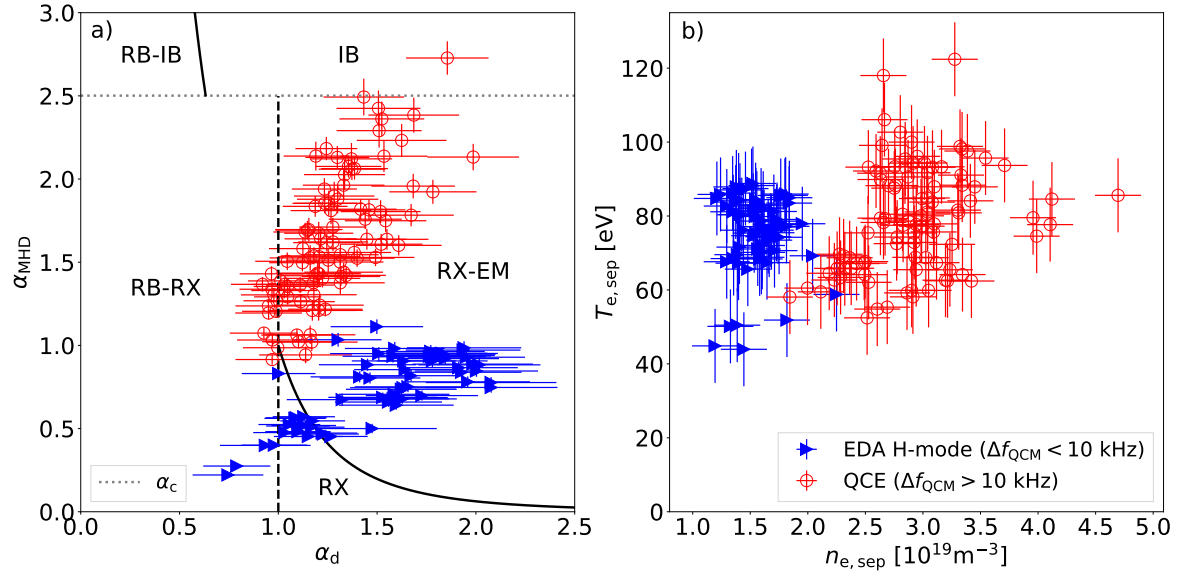 a)
RB-IB
IB
RB-RX
RX-EM
RX
α_c
α_MHD
3.0
2.5
2.0
1.5
1.0
0.5
0.0
0.0 0.5 1.0 1.5 2.0 2.5
α_d
b)
T_e, sep [eV]
120
100
80
60
40
20
0
EDA H-mode (Δf_QCM < 10 kHz)
QCE (Δf_QCM > 10 kHz)
1.0 1.5 2.0 2.5 3.0 3.5 4.0 4.5 5.0
n_e, sep [10^19 m^−3]